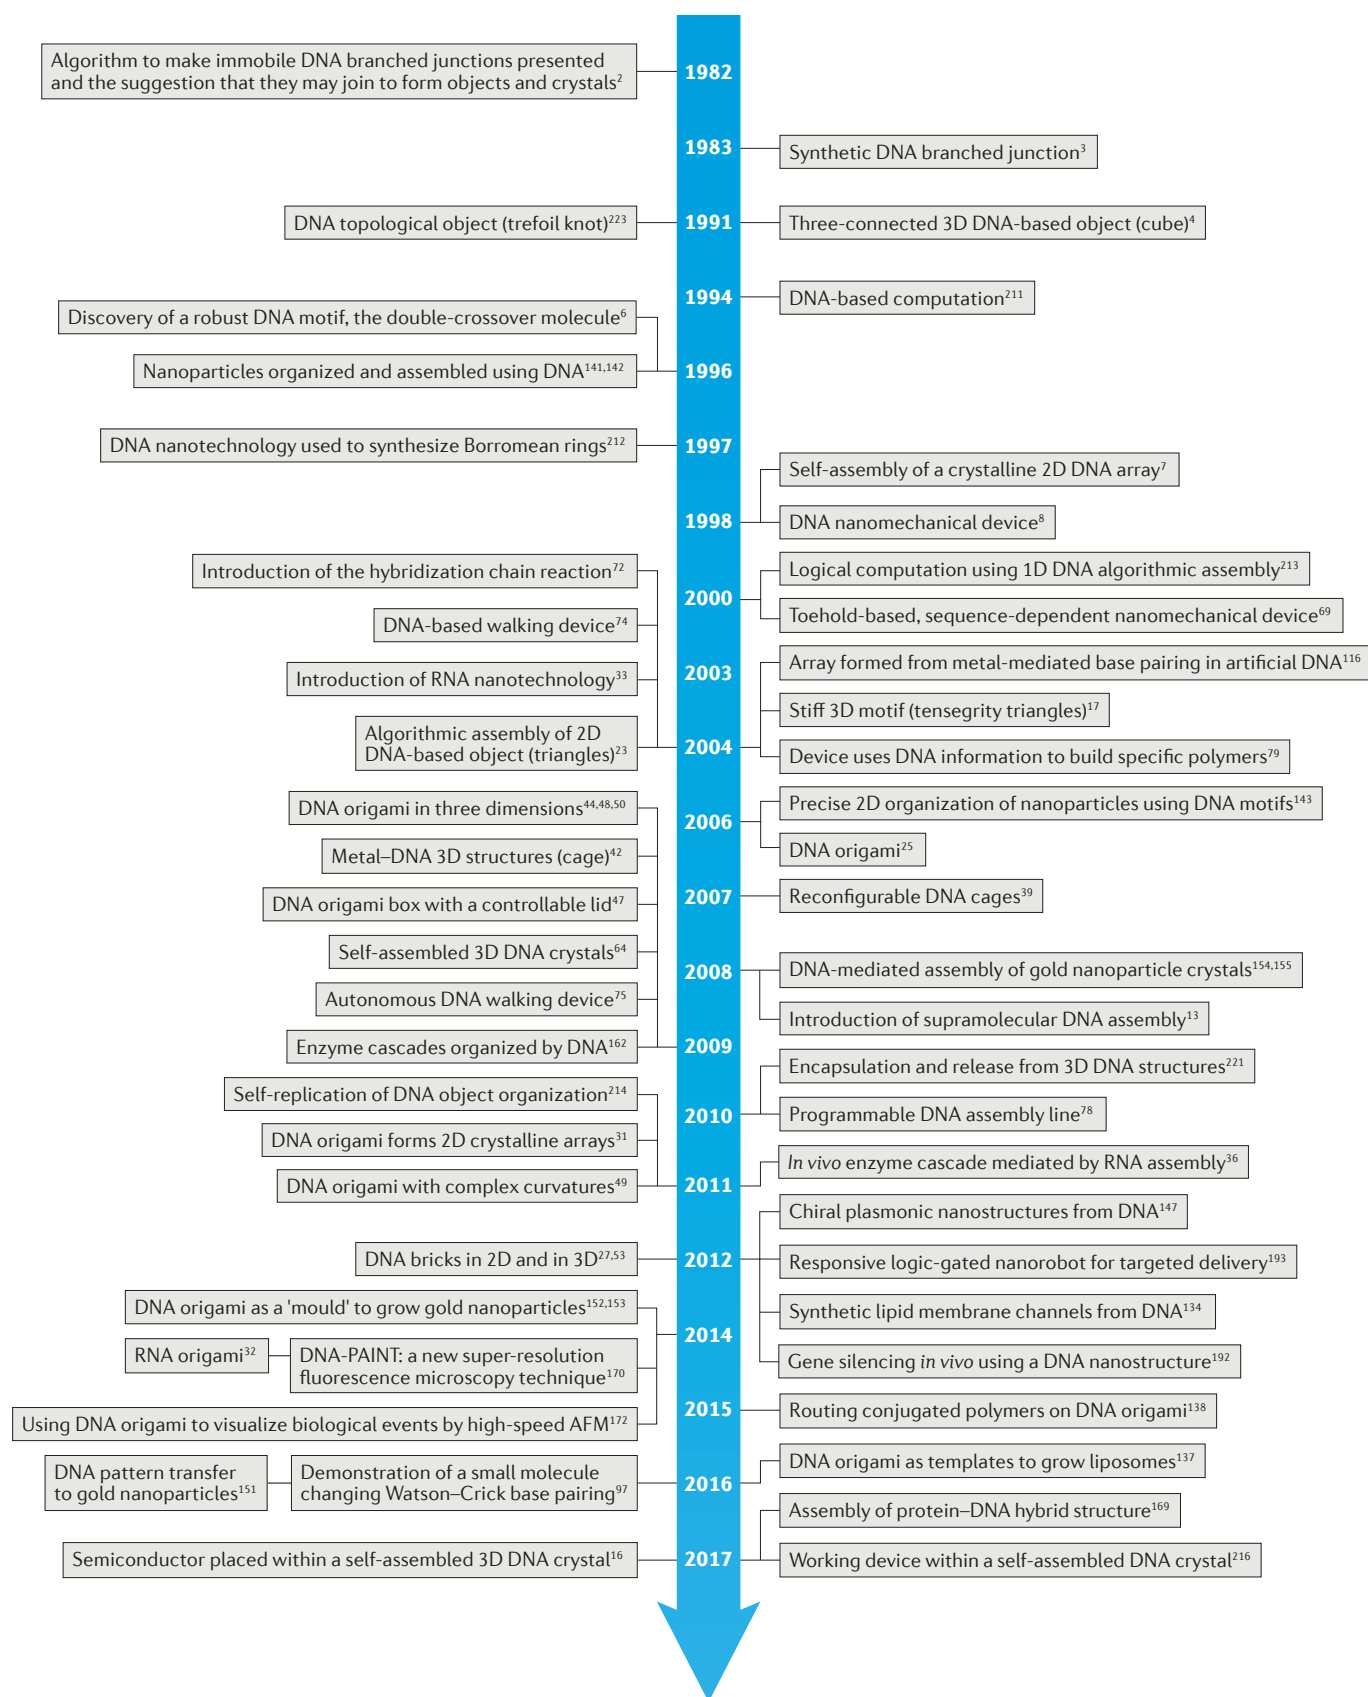 Algorithm to make immobile DNA branched junctions presented
and the suggestion that they may join to form objects and crystals²
1982
1983
Synthetic DNA branched junction³
DNA topological object (trefoil knot)²²³
1991
Three-connected 3D DNA-based object (cube)⁴
1994
DNA-based computation²¹¹
Discovery of a robust DNA motif, the double-crossover molecule⁶
Nanoparticles organized and assembled using DNA¹⁴¹,¹⁴²
1996
DNA nanotechnology used to synthesize Borromean rings²¹²
1997
Self-assembly of a crystalline 2D DNA array⁷
1998
DNA nanomechanical device⁸
Introduction of the hybridization chain reaction⁷²
Logical computation using 1D DNA algorithmic assembly²¹³
2000
Toehold-based, sequence-dependent nanomechanical device⁶⁹
DNA-based walking device⁷⁴
Array formed from metal-mediated base pairing in artificial DNA¹¹⁶
2003
Introduction of RNA nanotechnology³³
Stiff 3D motif (tensegrity triangles)¹⁷
Algorithmic assembly of 2D
DNA-based object (triangles)²³
2004
Device uses DNA information to build specific polymers⁷⁹
DNA origami in three dimensions⁴⁴,⁴⁸,⁵⁰
Precise 2D organization of nanoparticles using DNA motifs¹⁴³
2006
Metal–DNA 3D structures (cage)⁴²
DNA origami²⁵
DNA origami box with a controllable lid⁴⁷
2007
Reconfigurable DNA cages³⁹
Self-assembled 3D DNA crystals⁶⁴
2008
DNA-mediated assembly of gold nanoparticle crystals¹⁵⁴,¹⁵⁵
Autonomous DNA walking device⁷⁵
Introduction of supramolecular DNA assembly¹³
Enzyme cascades organized by DNA¹⁶²
2009
Encapsulation and release from 3D DNA structures²²¹
Self-replication of DNA object organization²¹⁴
2010
Programmable DNA assembly line⁷⁸
DNA origami forms 2D crystalline arrays³¹
In vivo enzyme cascade mediated by RNA assembly³⁶
DNA origami with complex curvatures⁴⁹
2011
Chiral plasmonic nanostructures from DNA¹⁴⁷
DNA bricks in 2D and in 3D²⁷,⁵³
2012
Responsive logic-gated nanorobot for targeted delivery¹⁹³
DNA origami as a 'mould' to grow gold nanoparticles¹⁵²,¹⁵³
Synthetic lipid membrane channels from DNA¹³⁴
2014
RNA origami³²
DNA-PAINT: a new super-resolution
fluorescence microscopy technique¹⁷⁰
Gene silencing in vivo using a DNA nanostructure¹⁹²
Using DNA origami to visualize biological events by high-speed AFM¹⁷²
2015
Routing conjugated polymers on DNA origami¹³⁸
DNA pattern transfer
to gold nanoparticles¹⁵¹
Demonstration of a small molecule
changing Watson–Crick base pairing⁹⁷
2016
DNA origami as templates to grow liposomes¹³⁷
Assembly of protein–DNA hybrid structure¹⁶⁹
Semiconductor placed within a self-assembled 3D DNA crystal¹⁶
2017
Working device within a self-assembled DNA crystal²¹⁶